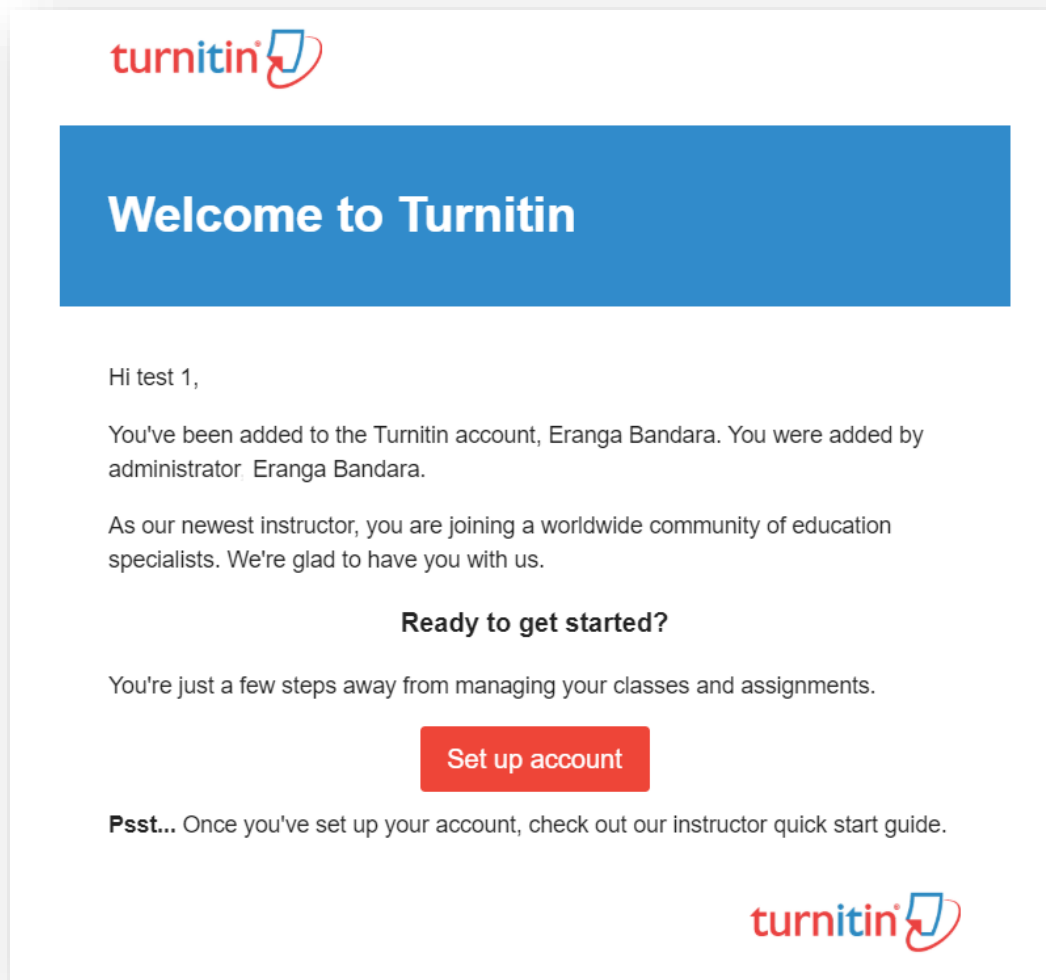 turnitin®
Welcome to Turnitin
Hi test 1,
You've been added to the Turnitin account, Eranga Bandara. You were added by
administrator Eranga Bandara.
As our newest instructor, you are joining a worldwide community of education
specialists. We're glad to have you with us.
Ready to get started?
You're just a few steps away from managing your classes and assignments.
Set up account
Psst... Once you've set up your account, check out our instructor quick start guide.
turnitin®